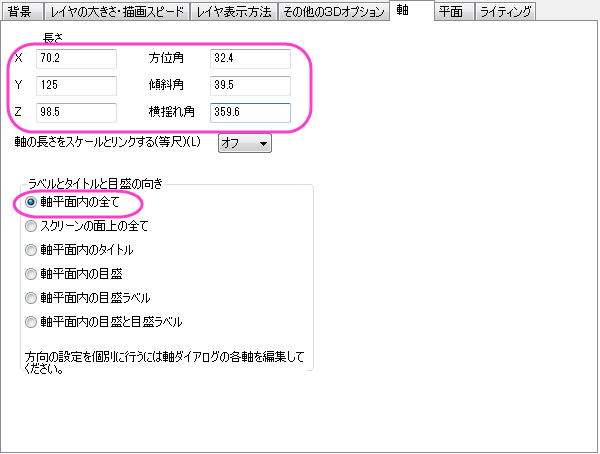 背景 レイヤの大きさ・描画スピード レイヤ表示方法 その他の3Dオプション 軸 平面 ライティング
長さ
X 70.2 方位角 32.4
Y 125 傾斜角 39.5
Z 98.5 横揺れ角 359.6
軸の長さをスケールとリンクする(等尺)(L) オフ
ラベルとタイトルと目盛の向き
軸平面内の全て
スクリーンの面上の全て
軸平面内のタイトル
軸平面内の目盛
軸平面内の目盛ラベル
軸平面内の目盛と目盛ラベル
方向の設定を個別に行うには軸ダイアログの各軸を編集して
ください。